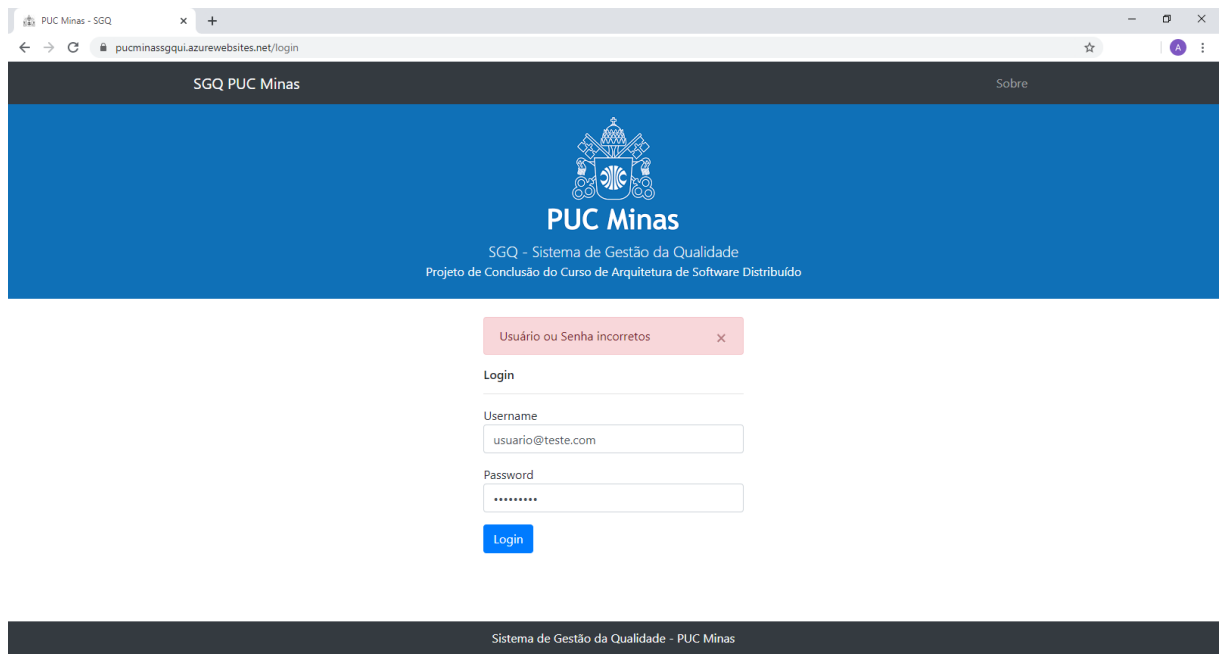 PUC Minas - SGQ
pucminassgqui.azurewebsites.net/login
A
SGQ PUC Minas
Sobre
PUC Minas
SGQ - Sistema de Gestão da Qualidade
Projeto de Conclusão do Curso de Arquitetura de Software Distribuído
Usuário ou Senha incorretos
Login
Username
usuario@teste.com
Password
Login
Sistema de Gestão da Qualidade - PUC Minas